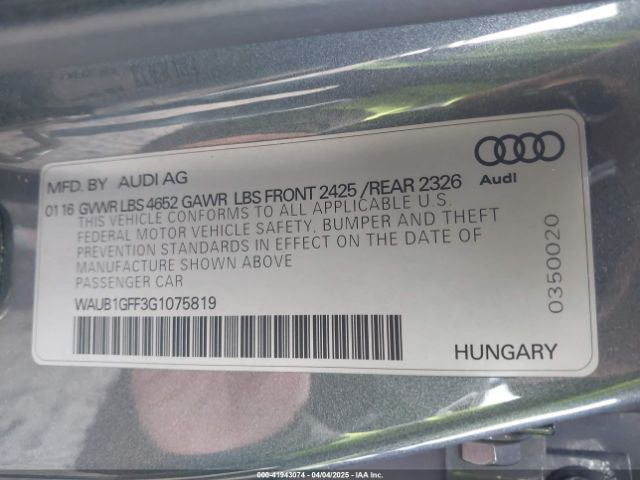 MFD. BY AUDI AG
Audi
01 16 GVWR LBS 4652 GAWR LBS FRONT 2425 / REAR 2326
THIS VEHICLE CONFORMS TO ALL APPLICABLE U.S.
FEDERAL MOTOR VEHICLE SAFETY, BUMPER AND THEFT
PREVENTION STANDARDS IN EFFECT ON THE DATE OF
MANUFACTURE SHOWN ABOVE
PASSENGER CAR
WAUB1GFF3G1075819
0350020
HUNGARY
000-41943074 - 04/04/2025 - IAA Inc.